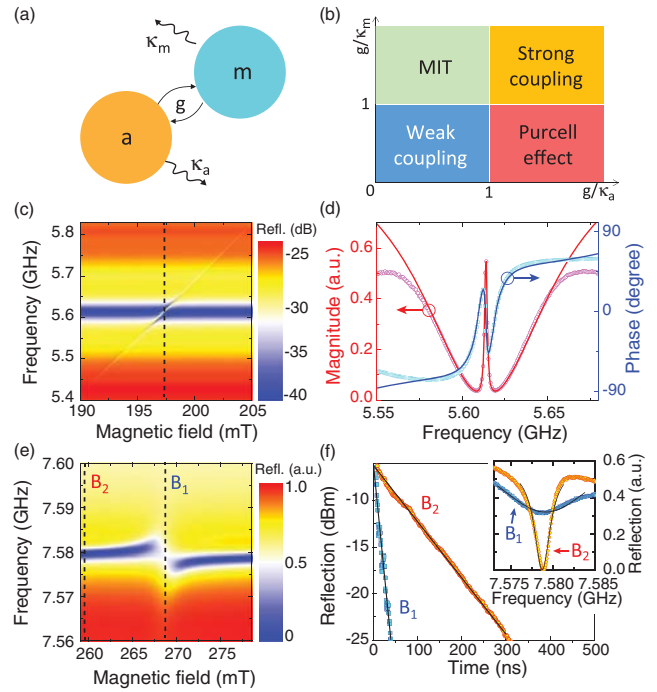 (a)
κm
m
g
a
κa
(b)
g/κm
MIT
Strong
coupling
1
Weak
coupling
Purcell
effect
0
1
g/κa
(c)
Refl. (dB)
5.8
5.7
5.6
5.5
5.4
-25
-30
-35
-40
190
195
200
205
Frequency (GHz)
Magnetic field (mT)
(d)
0.6
0.4
0.2
0.0
90
0
-90
5.55
5.60
5.65
Magnitude (a.u.)
Phase (degree)
Frequency (GHz)
(e)
Refl. (a.u.)
7.60
7.59
7.58
7.57
7.56
B2
B1
1.0
0.5
0
260
265
270
275
Frequency (GHz)
Magnetic field (mT)
(f)
-10
-15
-20
-25
B2
B1
0
100
200
300
400
500
Reflection (dBm)
Time (ns)
B1
B2
0.6
0.4
0.2
0.0
7.575
7.580
7.585
Reflection (a.u.)
Frequency (GHz)